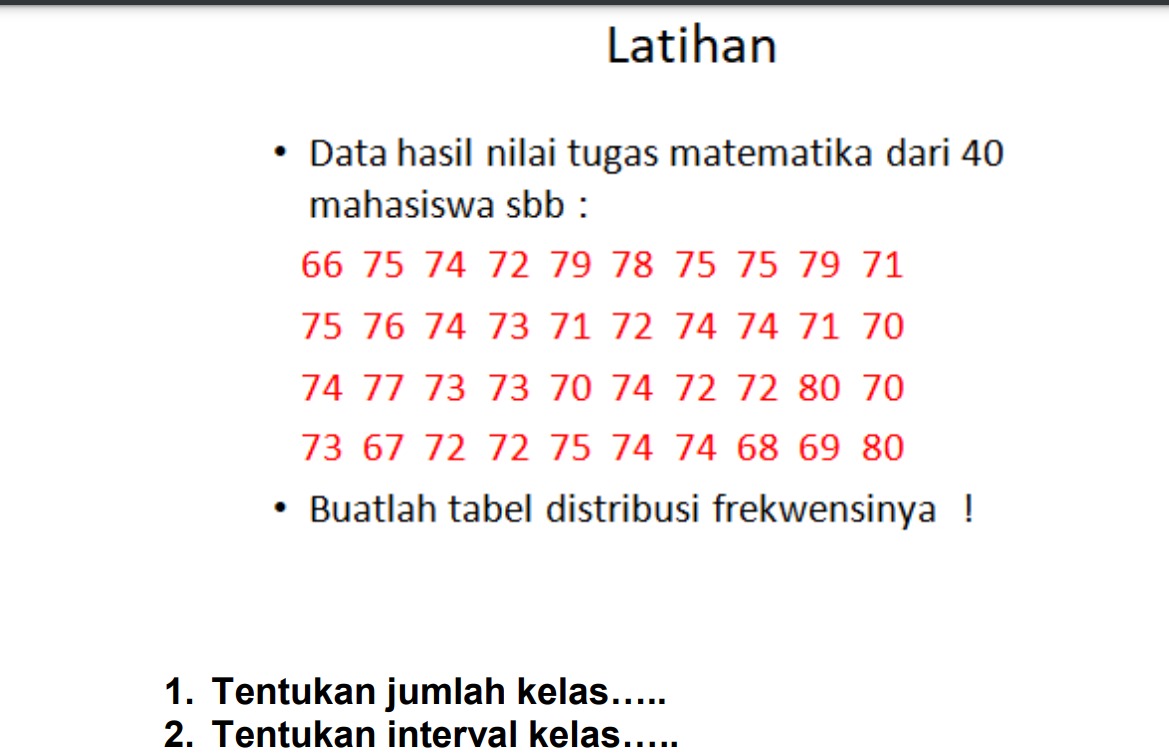 Latihan
• Data hasil nilai tugas matematika dari 40
mahasiswa sbb :
66 75 74 72 79 78 75 75 79 71
75 76 74 73 71 72 74 74 71 70
74 77 73 73 70 74 72 72 80 70
73 67 72 72 75 74 74 68 69 80
• Buatlah tabel distribusi frekwensinya !
1. Tentukan jumlah kelas…..
2. Tentukan interval kelas…..